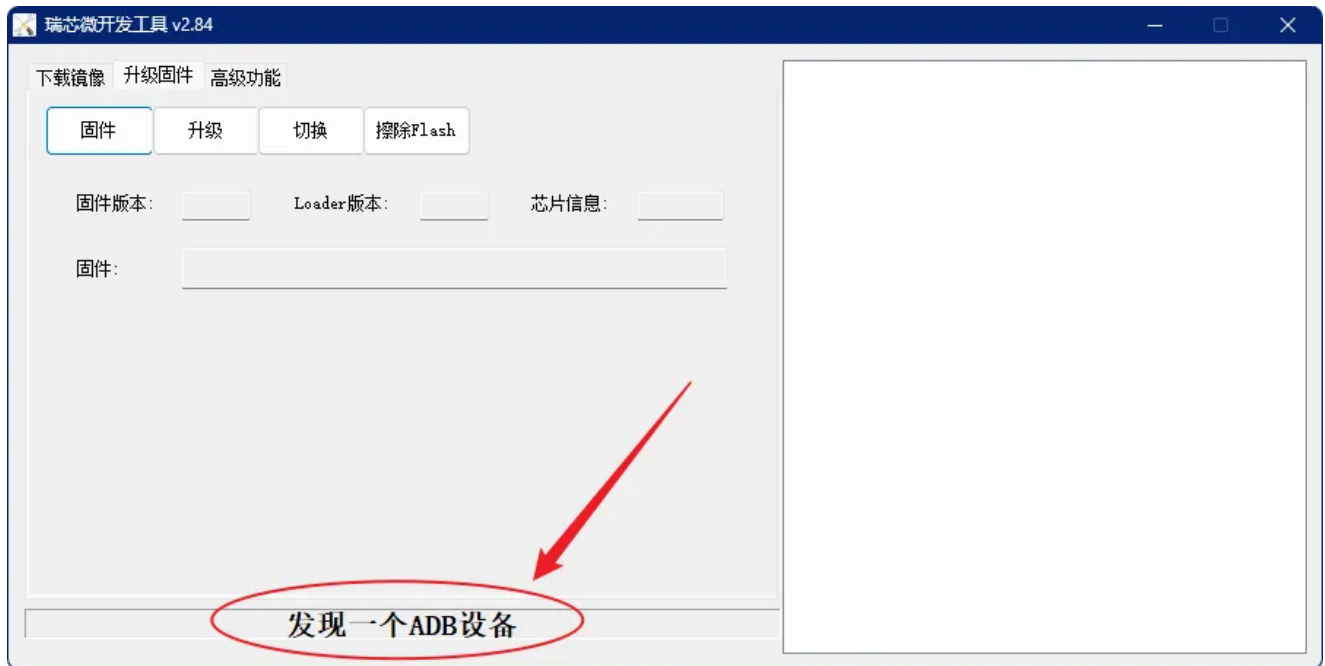 瑞芯微开发工具 v2.84
下载镜像 升级固件 高级功能
固件 升级 切换 擦除Flash
固件版本: Loader版本: 芯片信息:
固件:
发现一个ADB设备